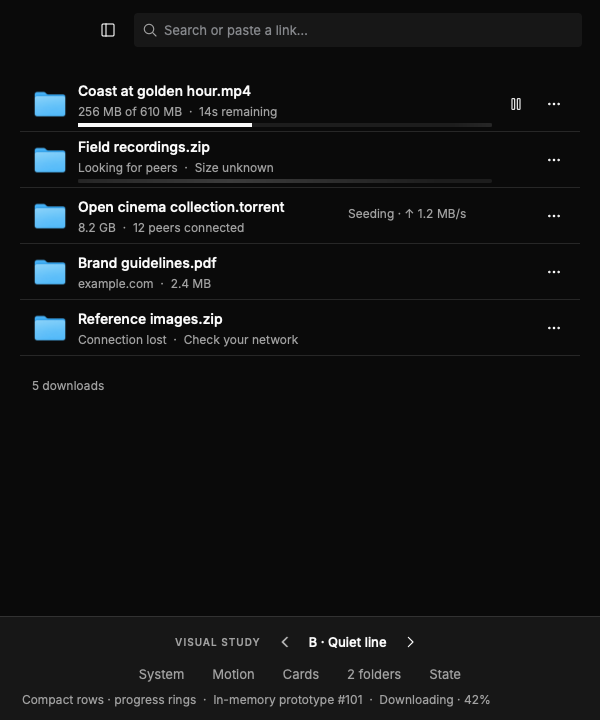 Search or paste a link...
Coast at golden hour.mp4
256 MB of 610 MB · 14s remaining
Field recordings.zip
Looking for peers · Size unknown
Open cinema collection.torrent
Seeding · ↑ 1.2 MB/s
8.2 GB · 12 peers connected
Brand guidelines.pdf
example.com · 2.4 MB
Reference images.zip
Connection lost · Check your network
5 downloads
VISUAL STUDY B · Quiet line
System Motion Cards 2 folders State
Compact rows · progress rings · In-memory prototype #101 · Downloading · 42%